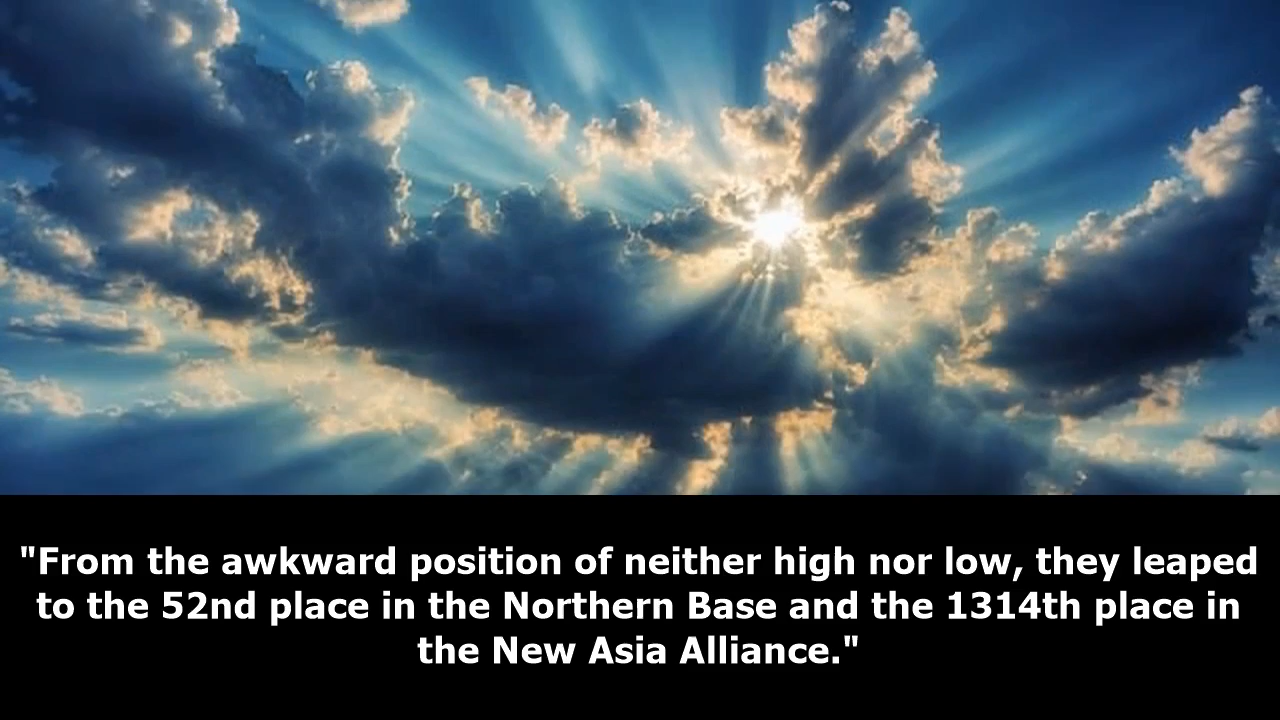 "From the awkward position of neither high nor low, they leaped
to the 52nd place in the Northern Base and the 1314th place in
the New Asia Alliance."